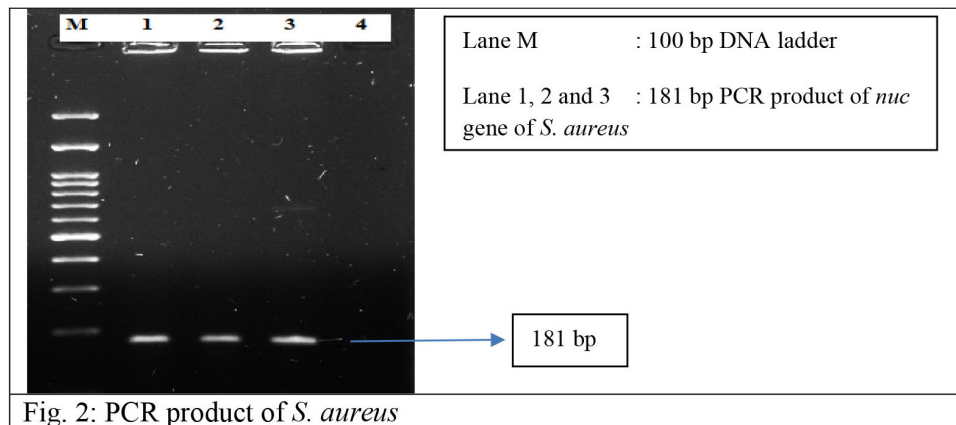 M 1 2 3 4
Lane M : 100 bp DNA ladder
Lane 1, 2 and 3 : 181 bp PCR product of nuc
gene of S. aureus
181 bp
Fig. 2: PCR product of S. aureus